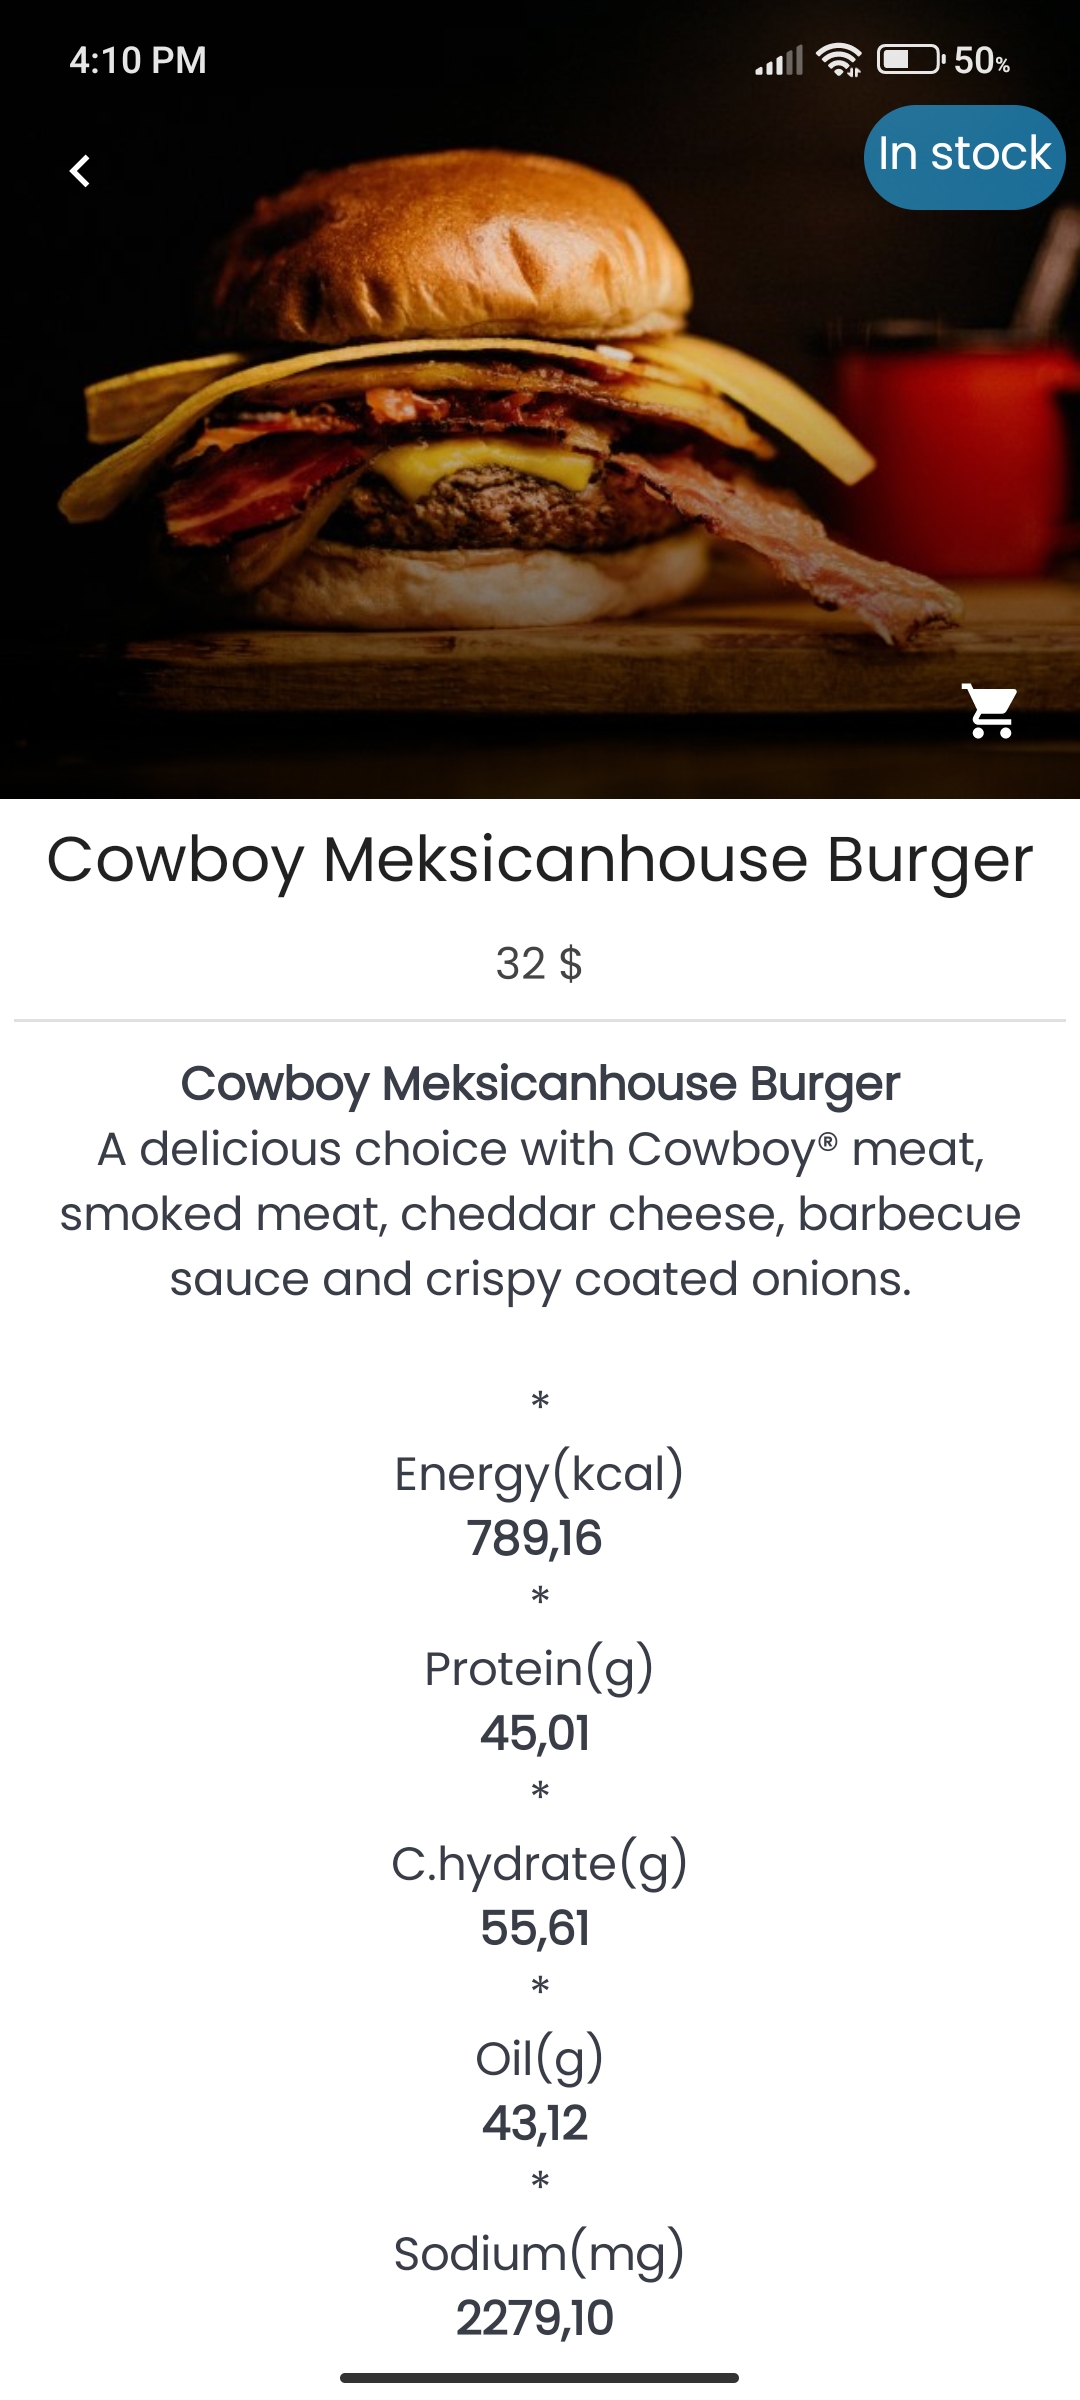 4:10 PM
50%
In stock
Cowboy Meksicanhouse Burger
32 $
Cowboy Meksicanhouse Burger
A delicious choice with Cowboy® meat,
smoked meat, cheddar cheese, barbecue
sauce and crispy coated onions.
*
Energy(kcal)
789,16
*
Protein(g)
45,01
*
C.hydrate(g)
55,61
*
Oil(g)
43,12
*
Sodium(mg)
2279,10